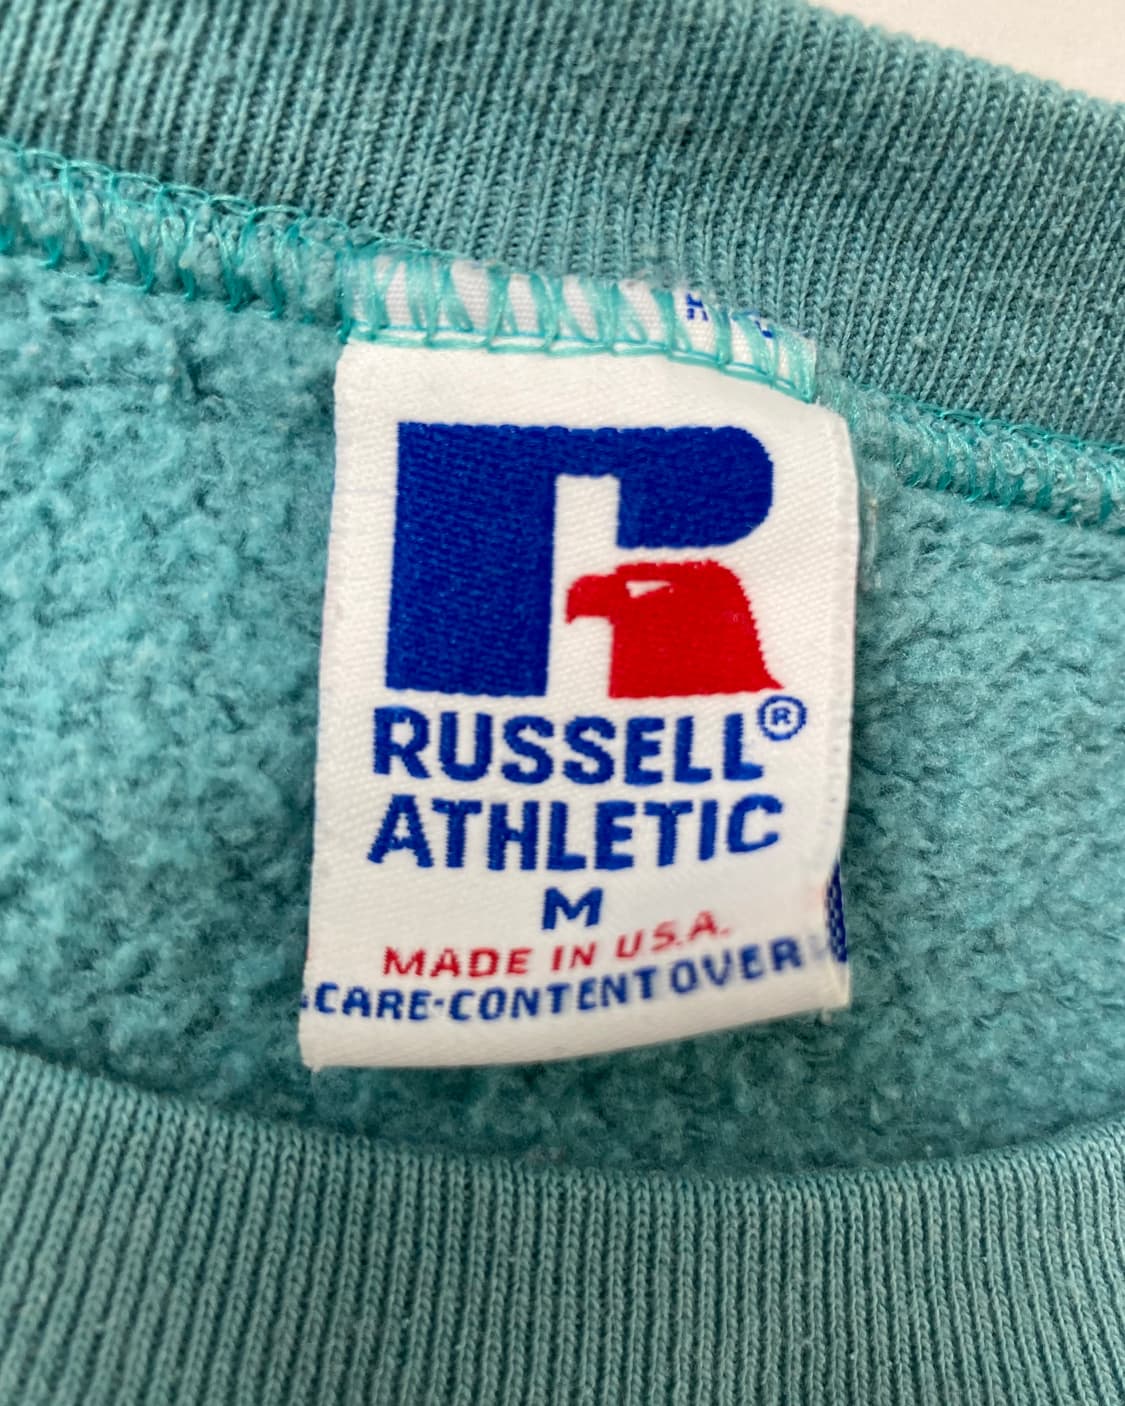 R
RUSSELL®
ATHLETIC
M
MADE IN U.S.A.
CARE-CONTENT OVER